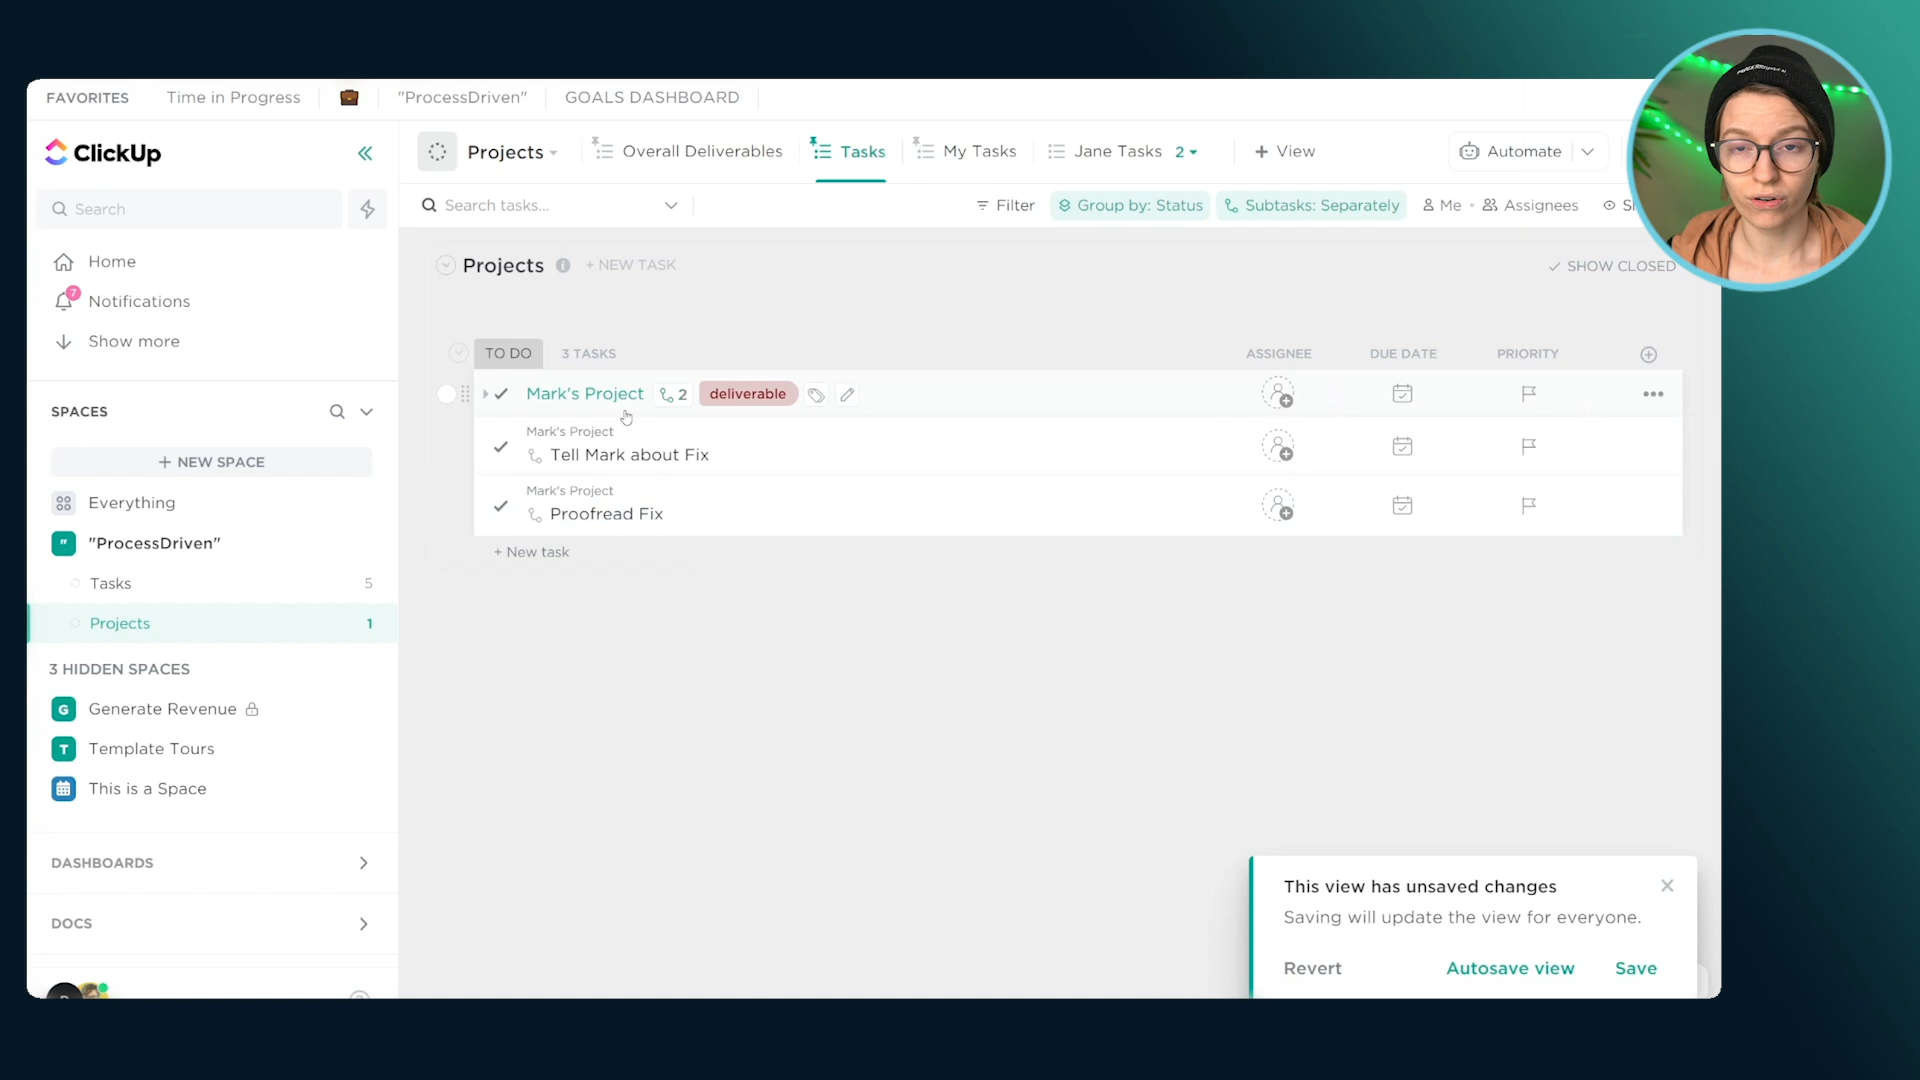 FAVORITES Time in Progress "ProcessDriven" GOALS DASHBOARD
ClickUp
Projects Overall Deliverables Tasks My Tasks Jane Tasks 2 + View Automate
Search
Search tasks... Filter Group by: Status Subtasks: Separately Me Assignees
Home
7
Notifications
Show more
Projects + NEW TASK SHOW CLOSED
TO DO 3 TASKS ASSIGNEE DUE DATE PRIORITY
Mark's Project 2 deliverable
Mark's Project
Tell Mark about Fix
Mark's Project
Proofread Fix
+ New task
SPACES
+ NEW SPACE
Everything
" "ProcessDriven"
Tasks 5
Projects 1
3 HIDDEN SPACES
G Generate Revenue
T Template Tours
This is a Space
DASHBOARDS
DOCS
This view has unsaved changes
Saving will update the view for everyone.
Revert Autosave view Save